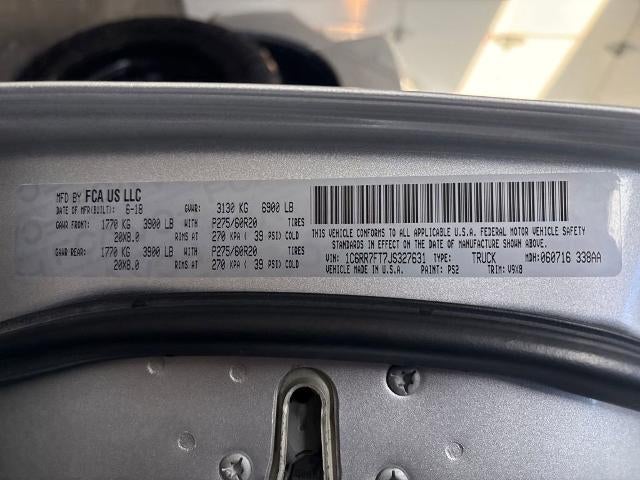 MFD BY FCA US LLC
DATE OF MFR(BUILT): 6-18 GVWR: 3130 KG 6900 LB
GAWR FRONT: 1770 KG 3900 LB WITH P275/60R20 TIRES
20X8.0 RIMS AT 270 KPA ( 39 PSI) COLD
GAWR REAR: 1770 KG 3900 LB WITH P275/60R20 TIRES
20X8.0 RIMS AT 270 KPA ( 39 PSI) COLD
THIS VEHICLE CONFORMS TO ALL APPLICABLE U.S.A. FEDERAL MOTOR VEHICLE SAFETY
STANDARDS IN EFFECT ON THE DATE OF MANUFACTURE SHOWN ABOVE.
VIN: 1C6RR7FT7JS327631 TYPE: TRUCK MDH: 060716 338AA
MADE IN U.S.A. PAINT: PS2 TRIM: V9X8